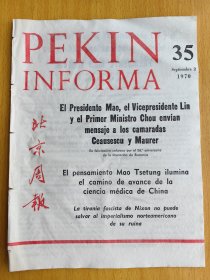 PEKIN
INFORMA
35
Septiembre 2
1970
北京周報
El Presidente Mao, el Vicepresidente Lin
y el Primer Ministro Chou envían
mensaje a los camaradas
Ceausescu y Maurer
El pensamiento Mao Tsetung ilumina
el camino de avance de la
ciencia médica de China
La tiranía fascista de Nixon no puede
salvar al imperialismo norteamericano
de su ruina